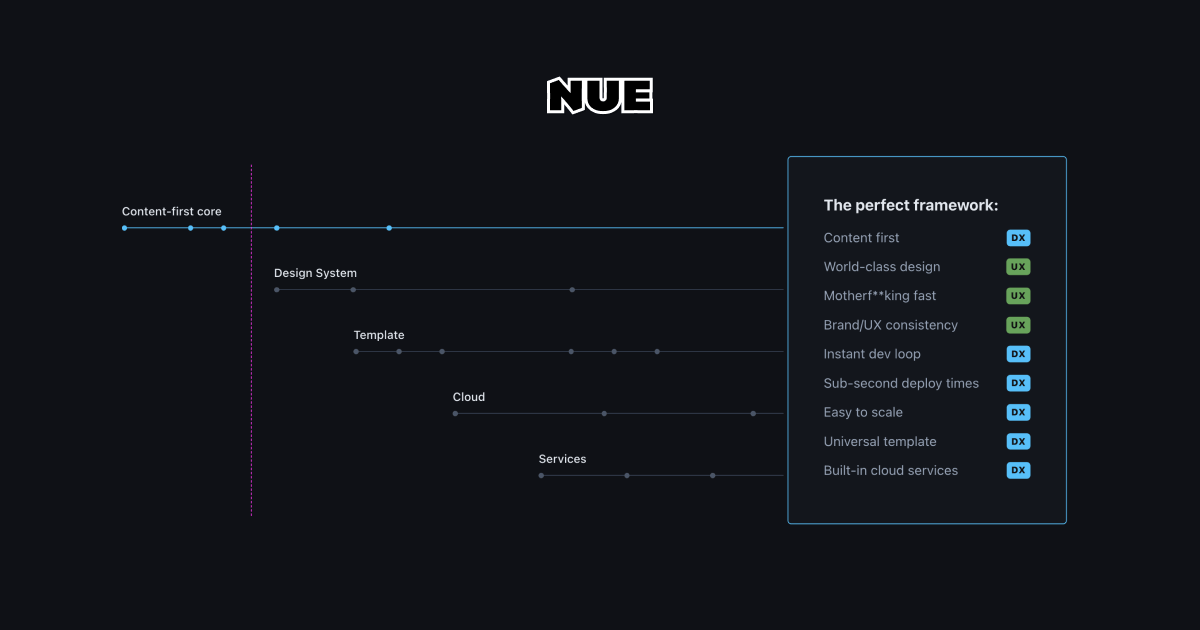 NUE
Content-first core
Design System
Template
Cloud
Services
The perfect framework:
Content first DX
World-class design UX
Motherf**king fast UX
Brand/UX consistency UX
Instant dev loop DX
Sub-second deploy times DX
Easy to scale DX
Universal template DX
Built-in cloud services DX